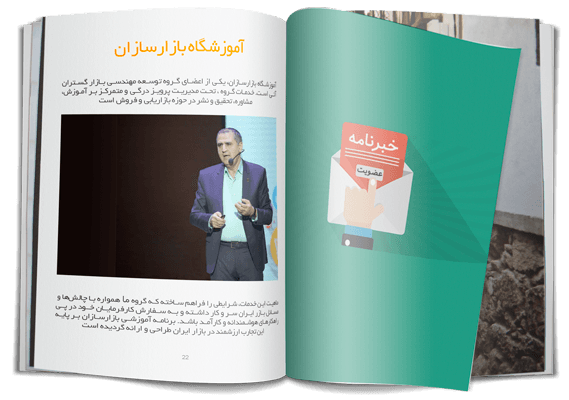 آموزشگاه بازارسازان
آموزشگاه بازارسازان، یکی از اعضای گروه توسعه مهندسی بازار گستران
آتی است. خدمات گروه ، تحت مدیریت پرویز درگی و متمرکز بر آموزش،
مشاوره، تحقیق و نشر در حوزه بازاریابی و فروش است
این خدمات، شرایطی را فراهم ساخته که گروه ما همواره با چالش‌ها و
مسائل بازار ایران سر و کار داشته و به سفارش کارفرمایان خود در پی
راهکارهای هوشمندانه و کارآمد باشد. برنامه آموزشی بازارسازان بر پایه
این تجارب ارزشمند در بازار ایران طراحی و ارائه گردیده است
22
خبرنامه
عضویت